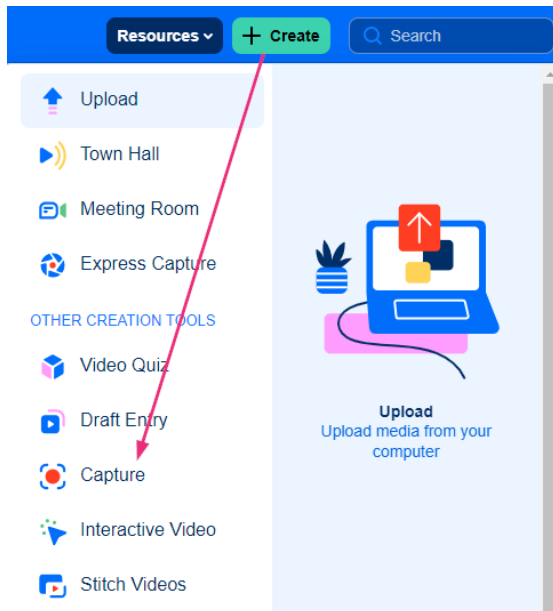 Resources
Create
Search
Upload
Town Hall
Meeting Room
Express Capture
OTHER CREATION TOOLS
Video Quiz
Draft Entry
Capture
Interactive Video
Stitch Videos
Upload
Upload media from your
computer